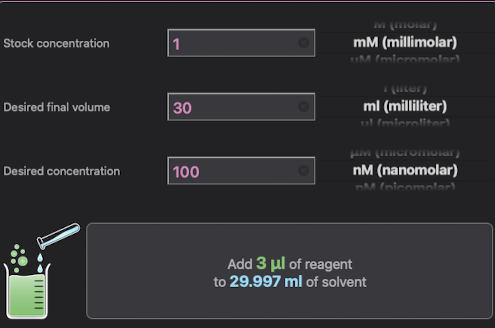 M (molar)
Stock concentration 1 mM (millimolar)
µM (micromolar)
l (liter)
Desired final volume 30 ml (milliliter)
µl (microliter)
µM (micromolar)
Desired concentration 100 nM (nanomolar)
pM (picomolar)
Add 3 µl of reagent
to 29.997 ml of solvent